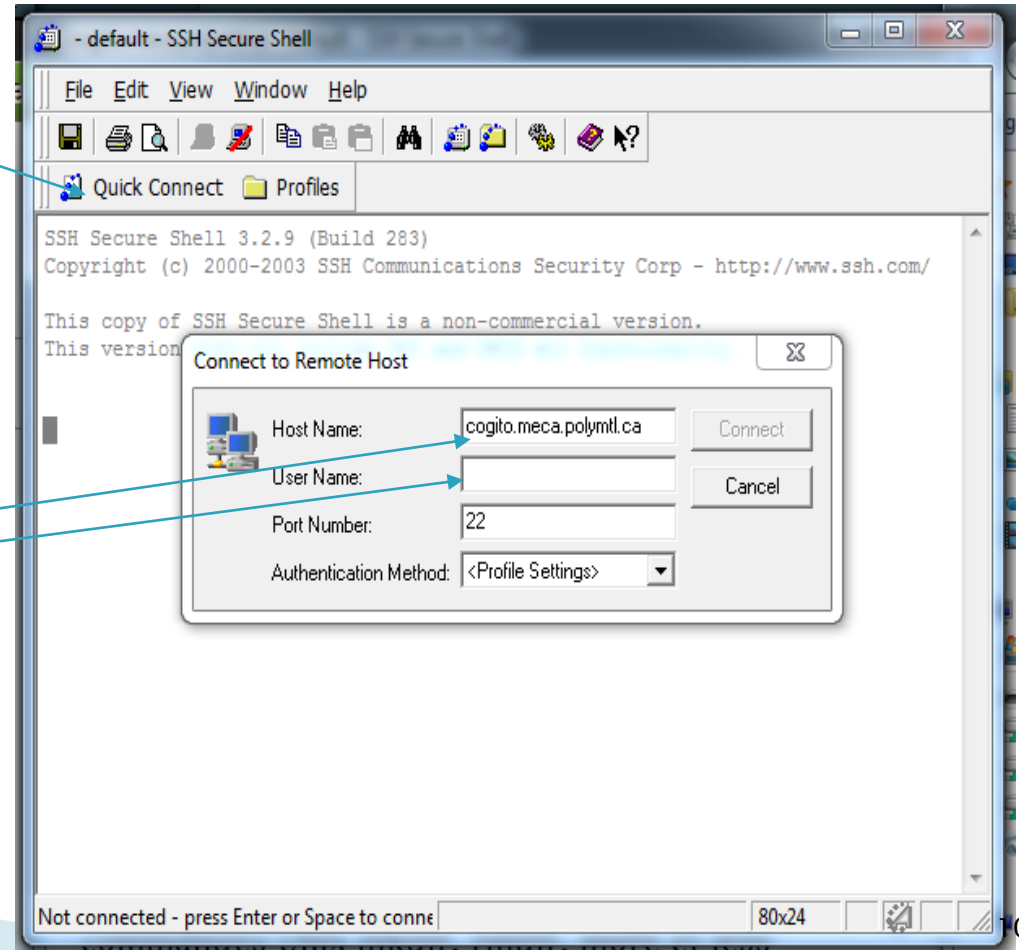 - default - SSH Secure Shell
File Edit View Window Help
Quick Connect Profiles
SSH Secure Shell 3.2.9 (Build 283)
Copyright (c) 2000-2003 SSH Communications Security Corp - http://www.ssh.com/
This copy of SSH Secure Shell is a non-commercial version.
This version
Connect to Remote Host
Host Name: cogito.meca.polymtl.ca Connect
User Name: Cancel
Port Number: 22
Authentication Method: <Profile Settings>
Not connected - press Enter or Space to conne 80x24